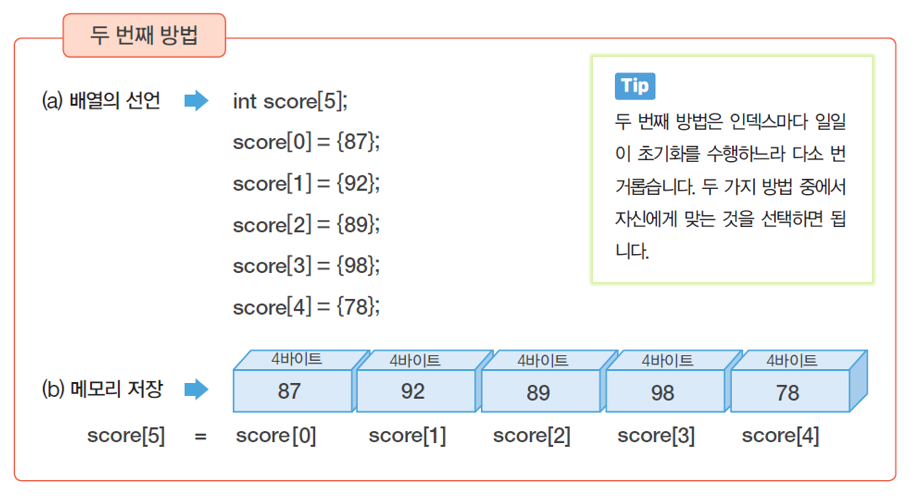 두 번째 방법
(a) 배열의 선언
int score[5];
score[0] = {87};
score[1] = {92};
score[2] = {89};
score[3] = {98};
score[4] = {78};
Tip
두 번째 방법은 인덱스마다 일일
이 초기화를 수행하느라 다소 번
거롭습니다. 두 가지 방법 중에서
자신에게 맞는 것을 선택하면 됩
니다.
(b) 메모리 저장
4바이트 4바이트 4바이트 4바이트 4바이트
87 92 89 98 78
score[5] = score[0] score[1] score[2] score[3] score[4]